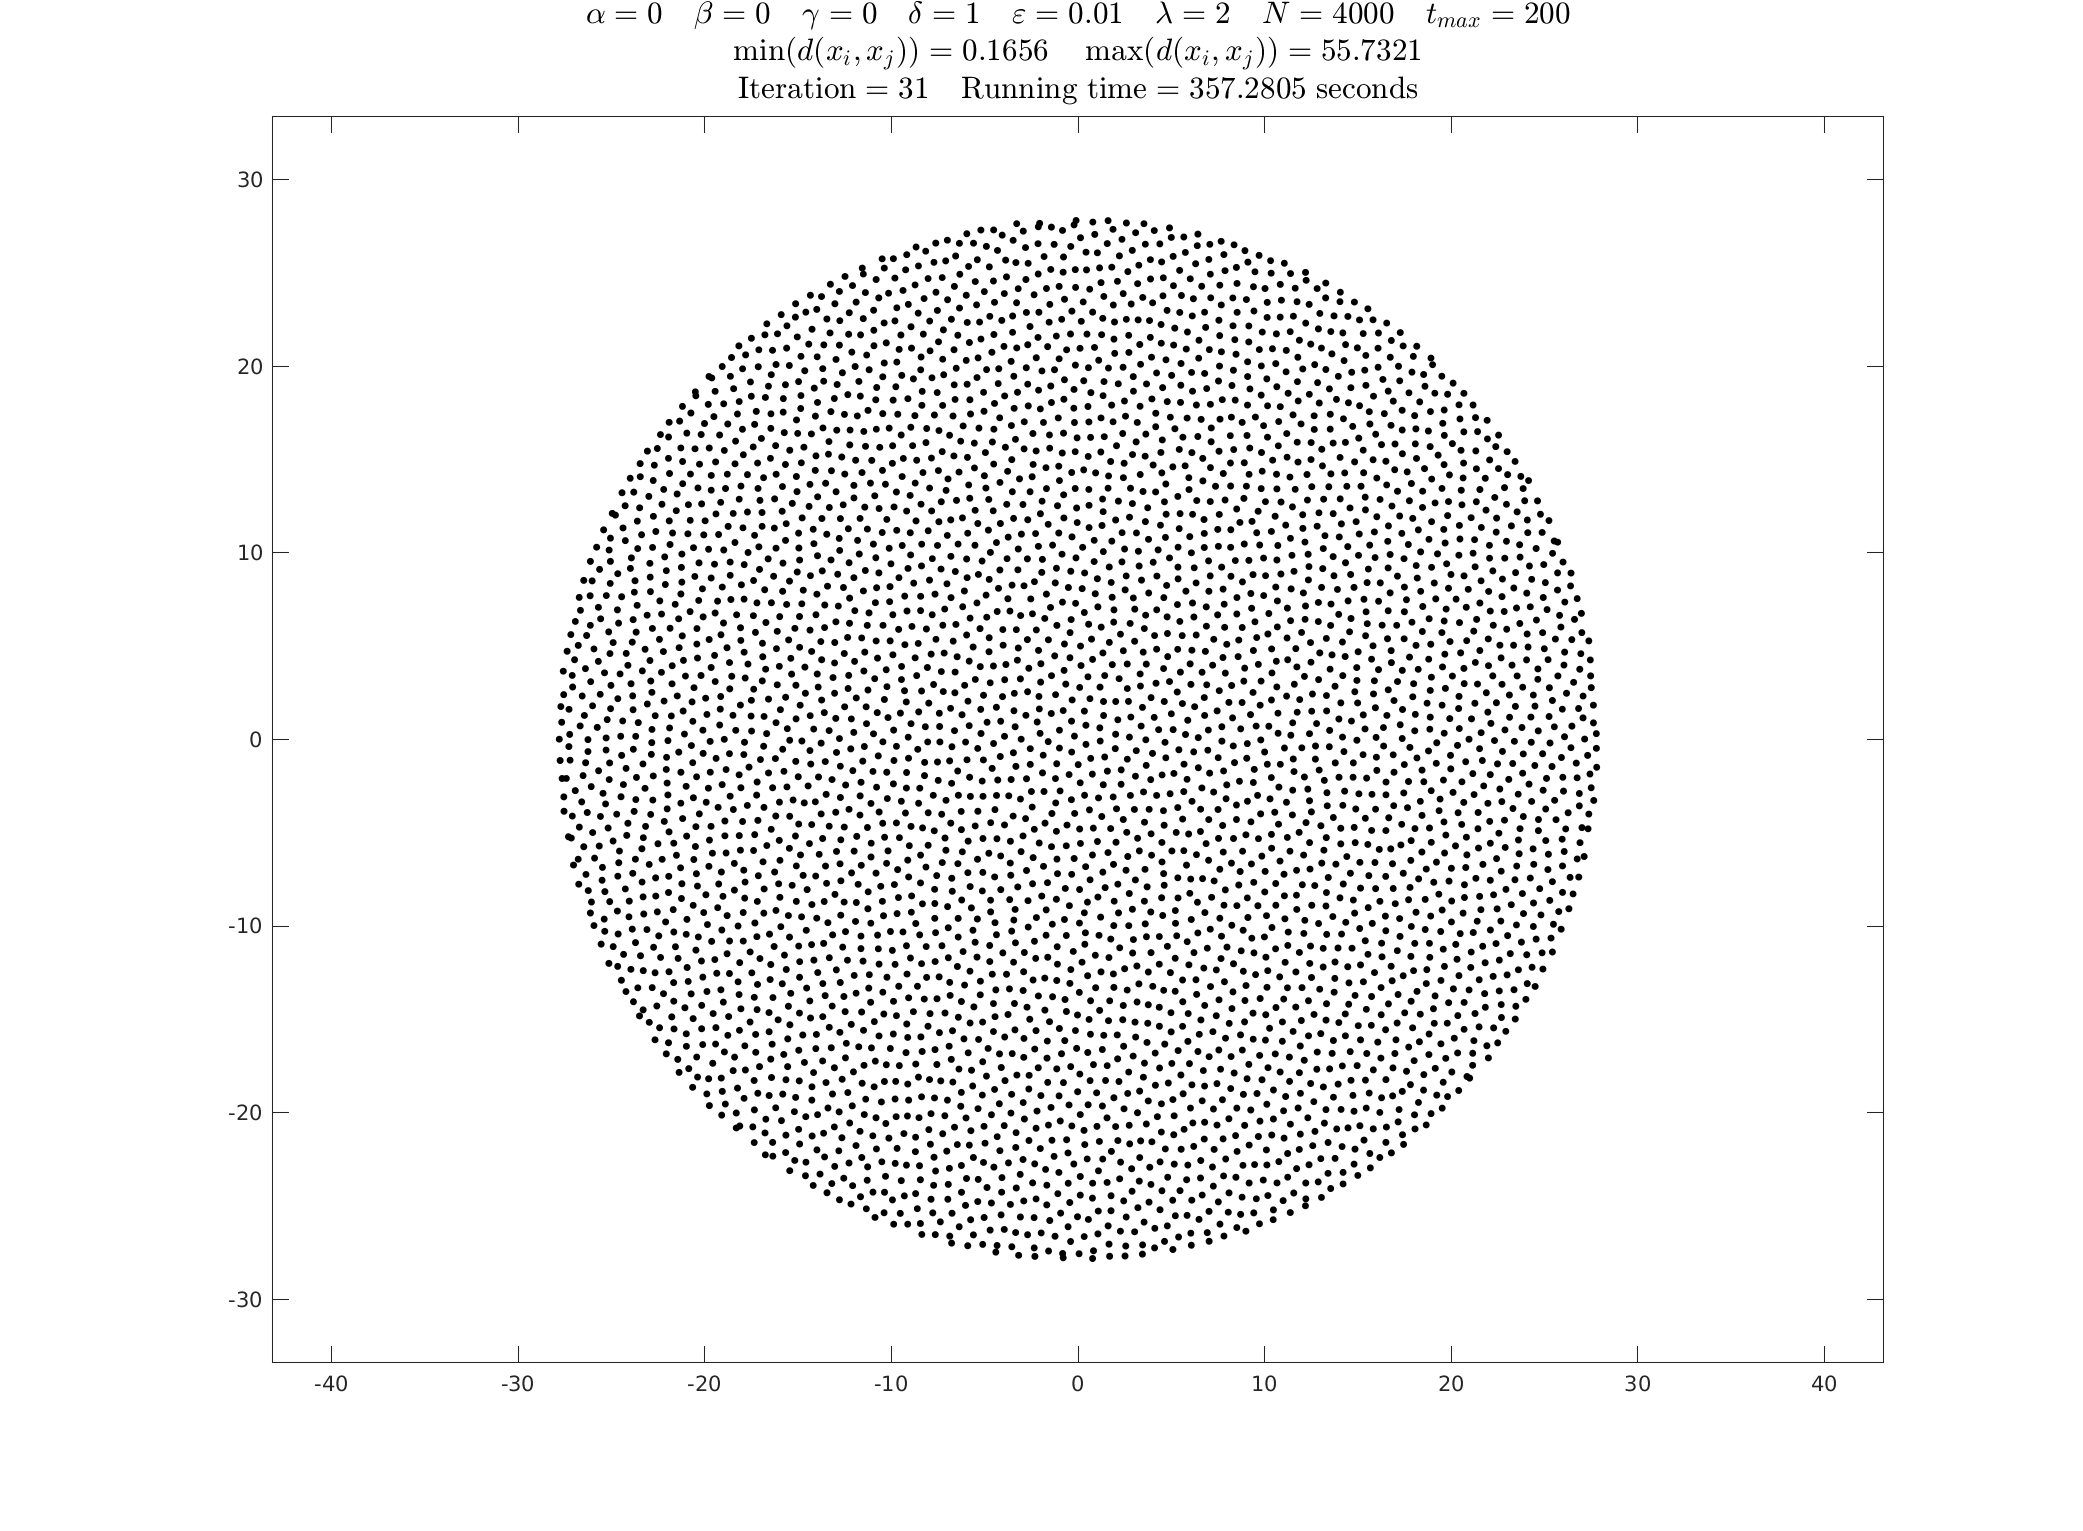 α = 0 β = 0 γ = 0 δ = 1 ε = 0.01 λ = 2 N = 4000 t_{max} = 200
min(d(x_i, x_j)) = 0.1656 max(d(x_i, x_j)) = 55.7321
Iteration = 31 Running time = 357.2805 seconds
30
20
10
0
-10
-20
-30
-40 -30 -20 -10 0 10 20 30 40